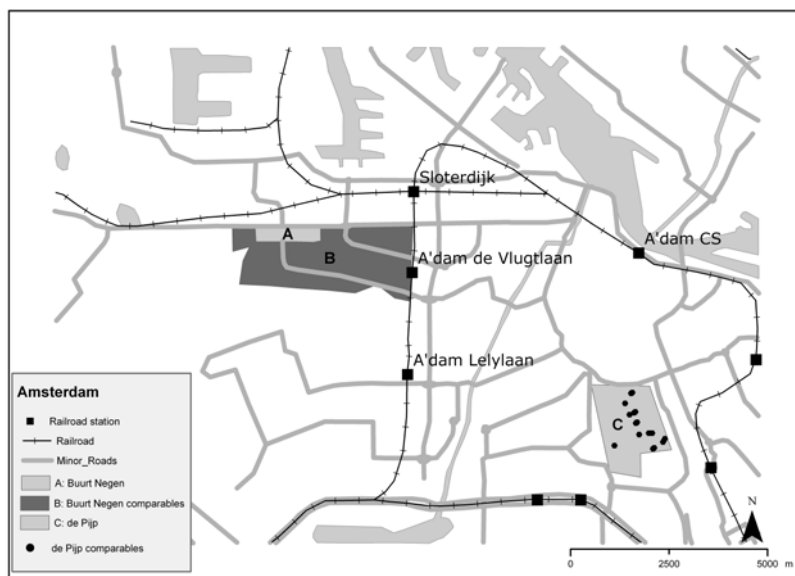 Sloterdijk
A'dam CS
A
B
A'dam de Vlugtlaan
A'dam Lelylaan
C
Amsterdam
Railroad station
Railroad
Minor_Roads
A: Buurt Negen
B: Buurt Negen comparables
C: de Pijp
de Pijp comparables
N
0 2500 5000 m